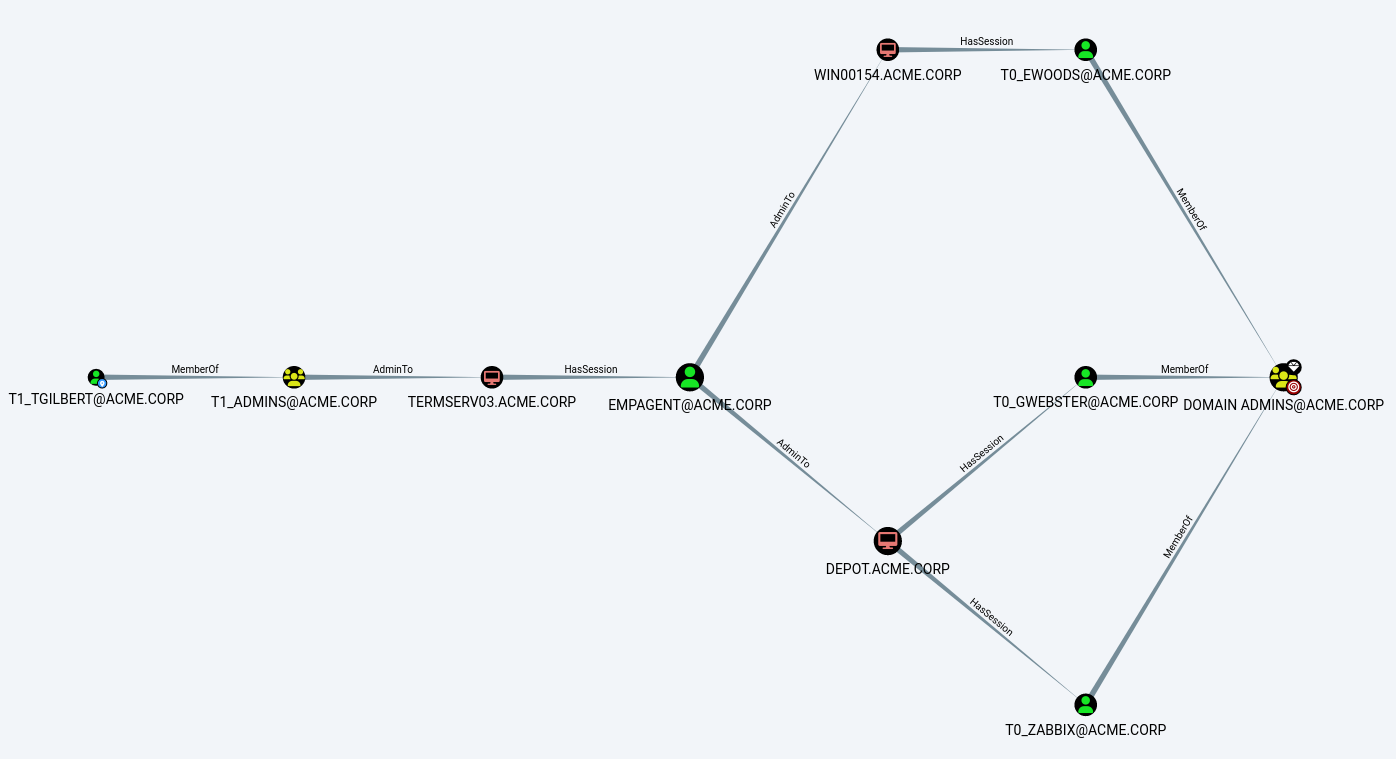 HasSession
WIN00154.ACME.CORP
T0_EWOODS@ACME.CORP
AdminTo
MemberOf
MemberOf
AdminTo
HasSession
MemberOf
T1_TGILBERT@ACME.CORP
T1_ADMINS@ACME.CORP
TERMSERV03.ACME.CORP
EMPAGENT@ACME.CORP
T0_GWEBSTER@ACME.CORP
DOMAIN ADMINS@ACME.CORP
AdminTo
HasSession
MemberOf
DEPOT.ACME.CORP
HasSession
T0_ZABBIX@ACME.CORP